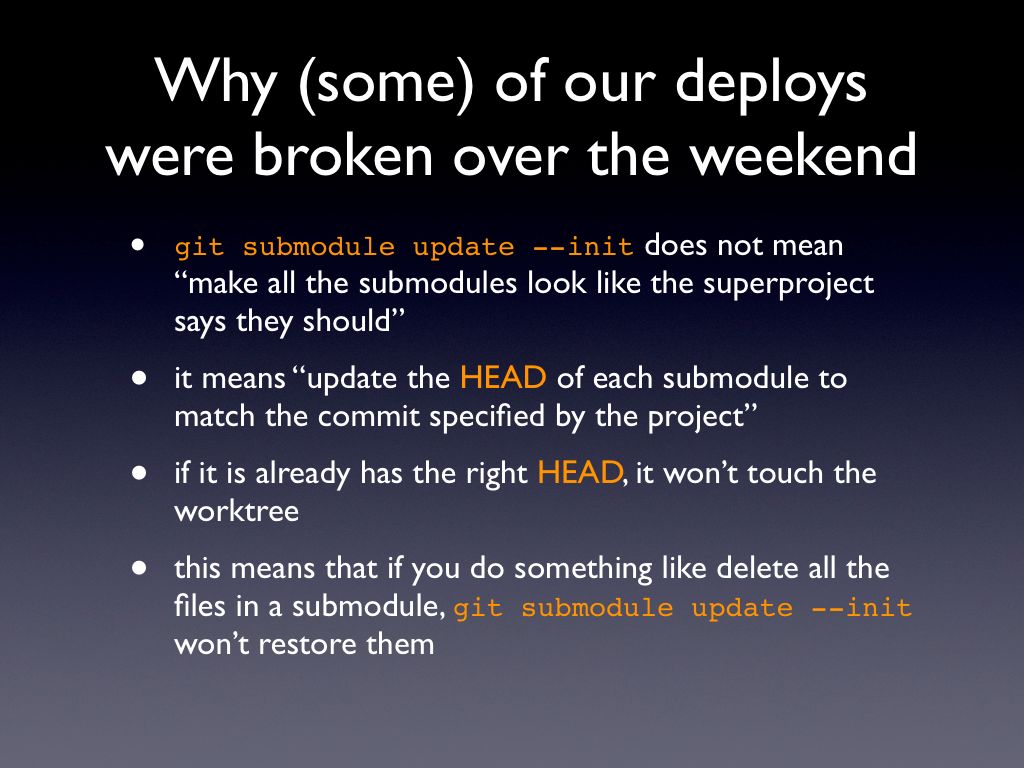 Why (some) of our deploys
were broken over the weekend
• git submodule update --init does not mean
“make all the submodules look like the superproject
says they should”
• it means “update the HEAD of each submodule to
match the commit specified by the project”
• if it is already has the right HEAD, it won’t touch the
worktree
• this means that if you do something like delete all the
files in a submodule, git submodule update --init
won’t restore them